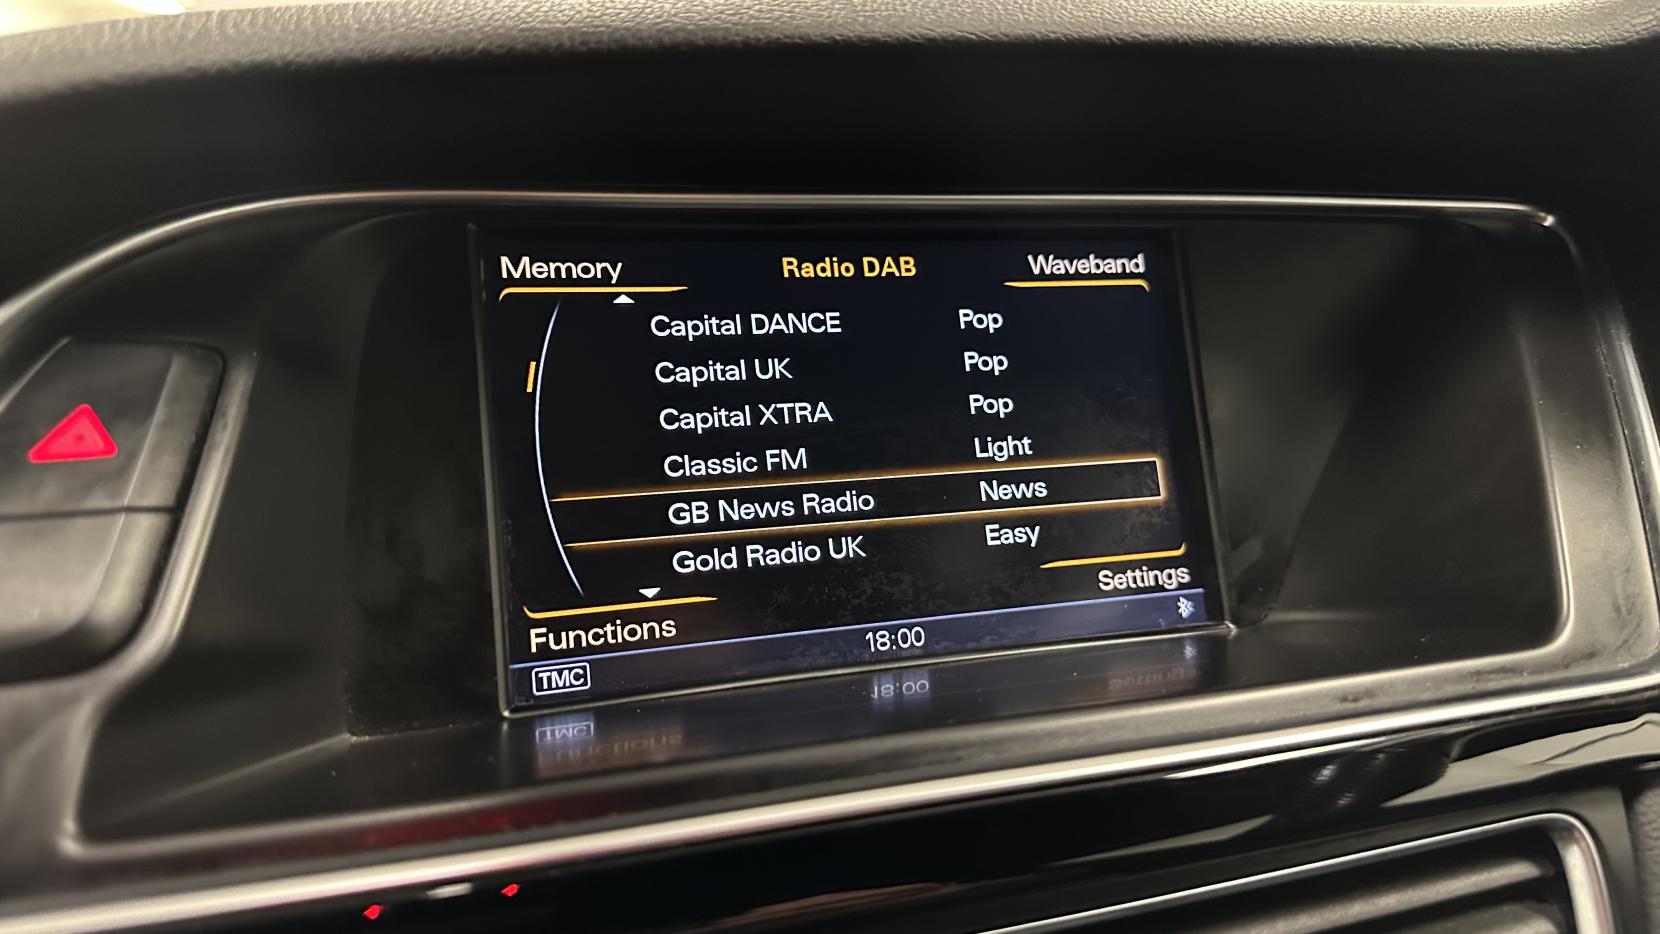 Memory Radio DAB Waveband
Capital DANCE Pop
Capital UK Pop
Capital XTRA Pop
Classic FM Light
GB News Radio News
Gold Radio UK Easy
Settings
Functions
18:00
TMC